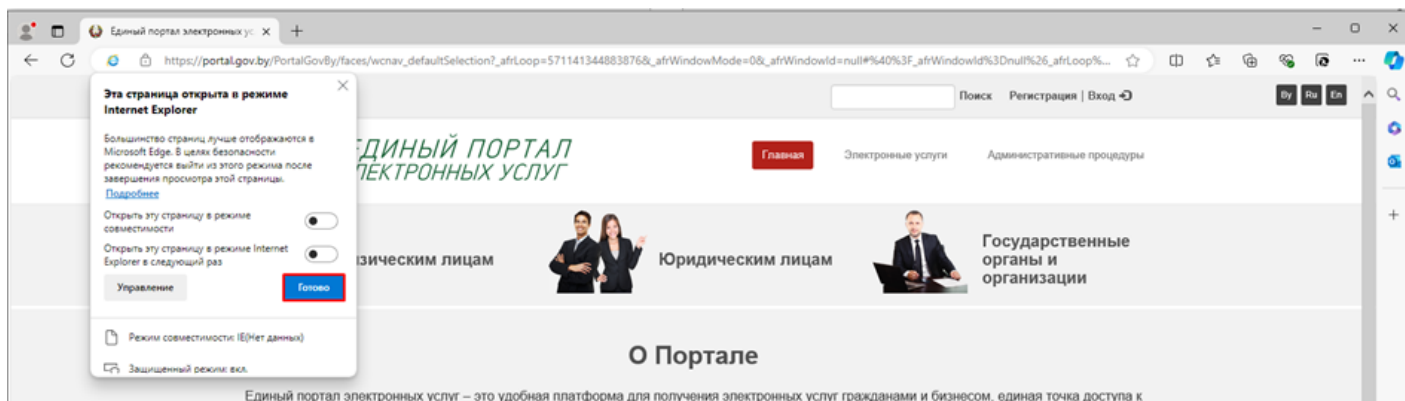 Единый портал электронных ус
https://portal.gov.by/PortalGovBy/faces/wcnav_defaultSelection?_afrLoop=571141344883876&_afrWindowMode=0&_afrWindowId=null#%40%3F_afrWindowId%3Dnull%26_afrLoop%...
Эта страница открыта в режиме
Internet Explorer
Большинство страниц лучше отображаются в
Microsoft Edge. В целях безопасности
рекомендуется выйти из этого режима после
завершения просмотра этой страницы.
Подробнее
Открыть эту страницу в режиме
совместимости
Открыть эту страницу в режиме Internet
Explorer в следующий раз
Управление Готово
Режим совместимости: IE(Нет данных)
Защищенный режим: вкл.
Поиск Регистрация | Вход
By Ru En
ЕДИНЫЙ ПОРТАЛ
ЛЕКТРОННЫХ УСЛУГ
Главная Электронные услуги Административные процедуры
изическим лицам
Юридическим лицам
Государственные
органы и
организации
О Портале
Единый портал электронных услуг – это удобная платформа для получения электронных услуг гражданами и бизнесом, единая точка доступа к